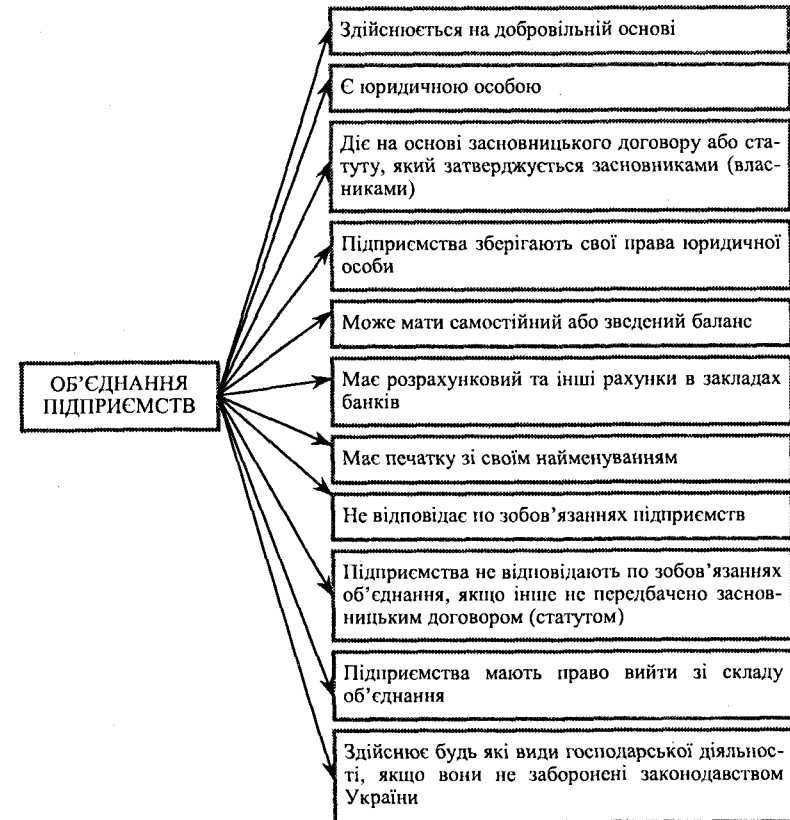 Здійснюється на добровільній основі
Є юридичною особою
Діє на основі засновницького договору або ста-
туту, який затверджується засновниками (влас-
никами)
Підприємства зберігають свої права юридичної
особи
Може мати самостійний або зведений баланс
ОБ’ЄДНАННЯ
ПІДПРИЄМСТВ
Має розрахунковий та інші рахунки в закладах
банків
Має печатку зі своїм найменуванням
Не відповідає по зобов’язаннях підприємств
Підприємства не відповідають по зобов’язаннях
об’єднання, якщо інше не передбачено заснов-
ницьким договором (статутом)
Підприємства мають право вийти зі складу
об’єднання
Здійснює будь які види господарської діяльнос-
ті, якщо вони не заборонені законодавством
України